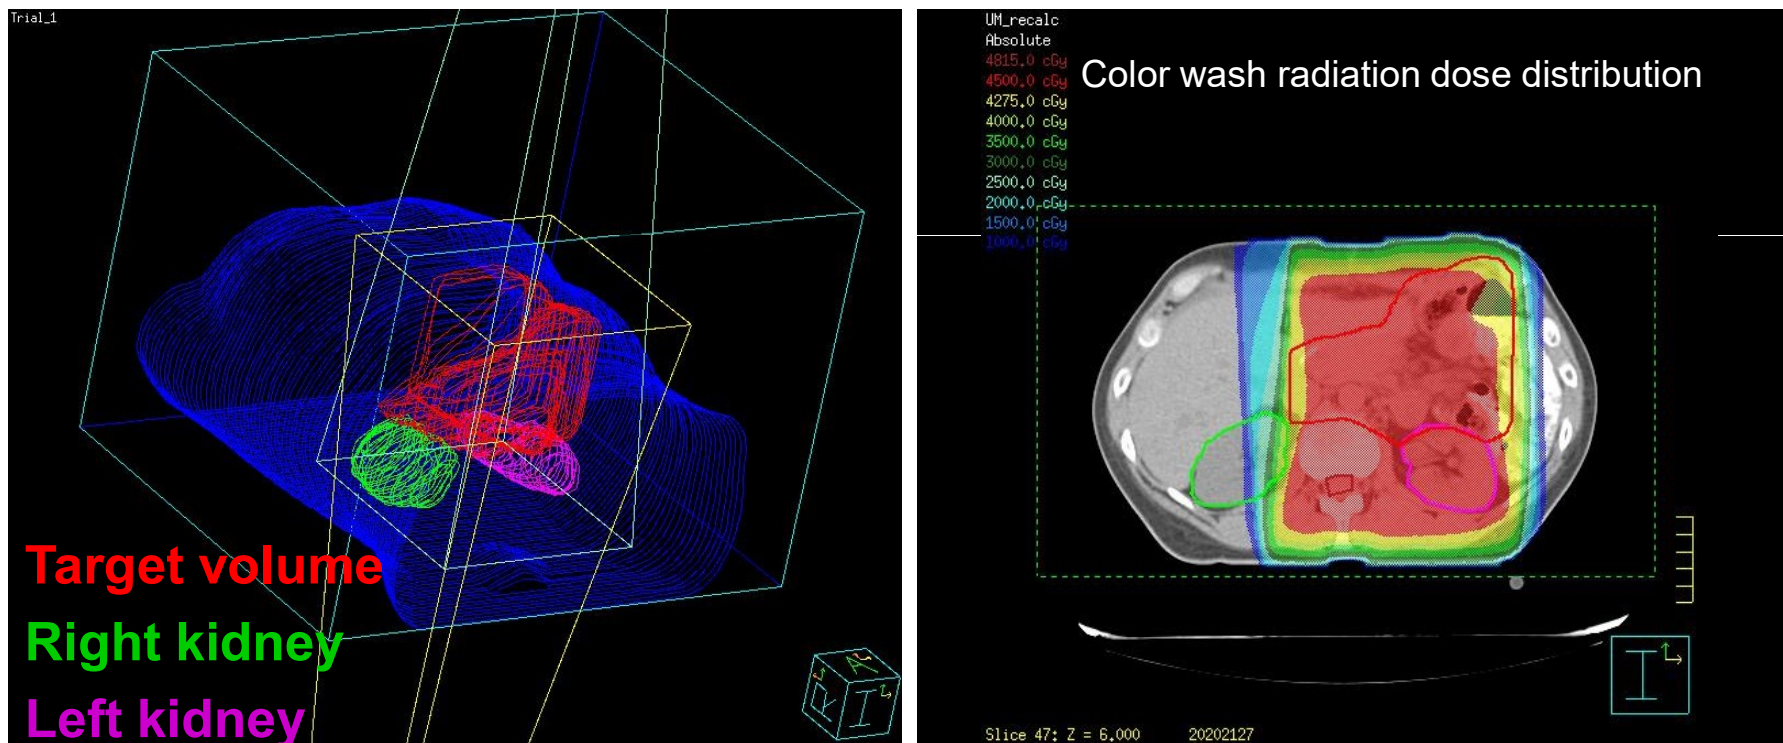 Trial_1
Target volume
Right kidney
Left kidney
A
R
I
UM_recalc
Absolute
4815.0 cGy
4500.0 cGy
4275.0 cGy
4000.0 cGy
3500.0 cGy
3000.0 cGy
2500.0 cGy
2000.0 cGy
1500.0 cGy
1000.0 cGy
Color wash radiation dose distribution
I
Slice 47: Z = 6.000 20202127